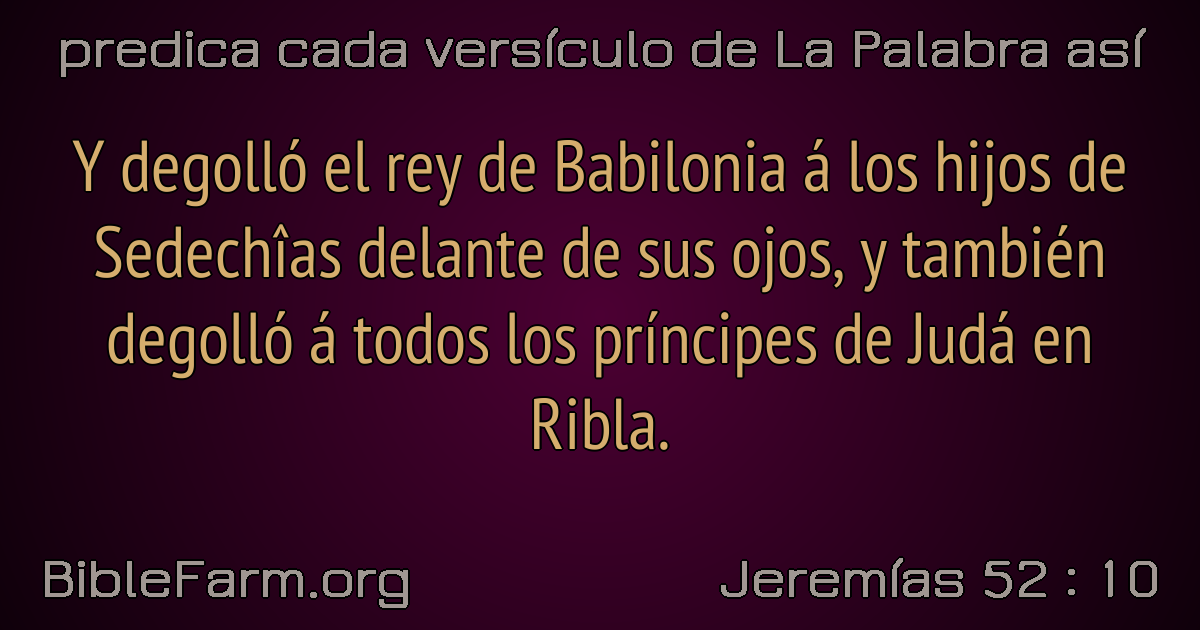 predica cada versículo de La Palabra así
Y degolló el rey de Babilonia á los hijos de
Sedechîas delante de sus ojos, y también
degolló á todos los príncipes de Judá en
Ribla.
BibleFarm.org
Jeremías 52 : 10